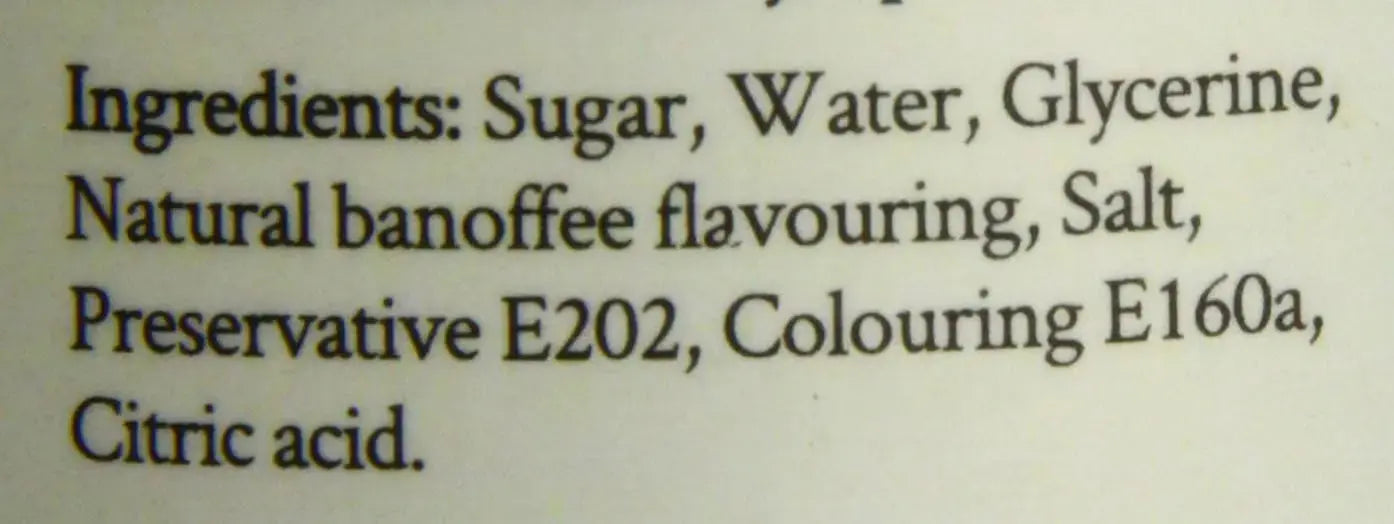 Ingredients: Sugar, Water, Glycerine,
Natural banoffee flavouring, Salt,
Preservative E202, Colouring E160a,
Citric acid.